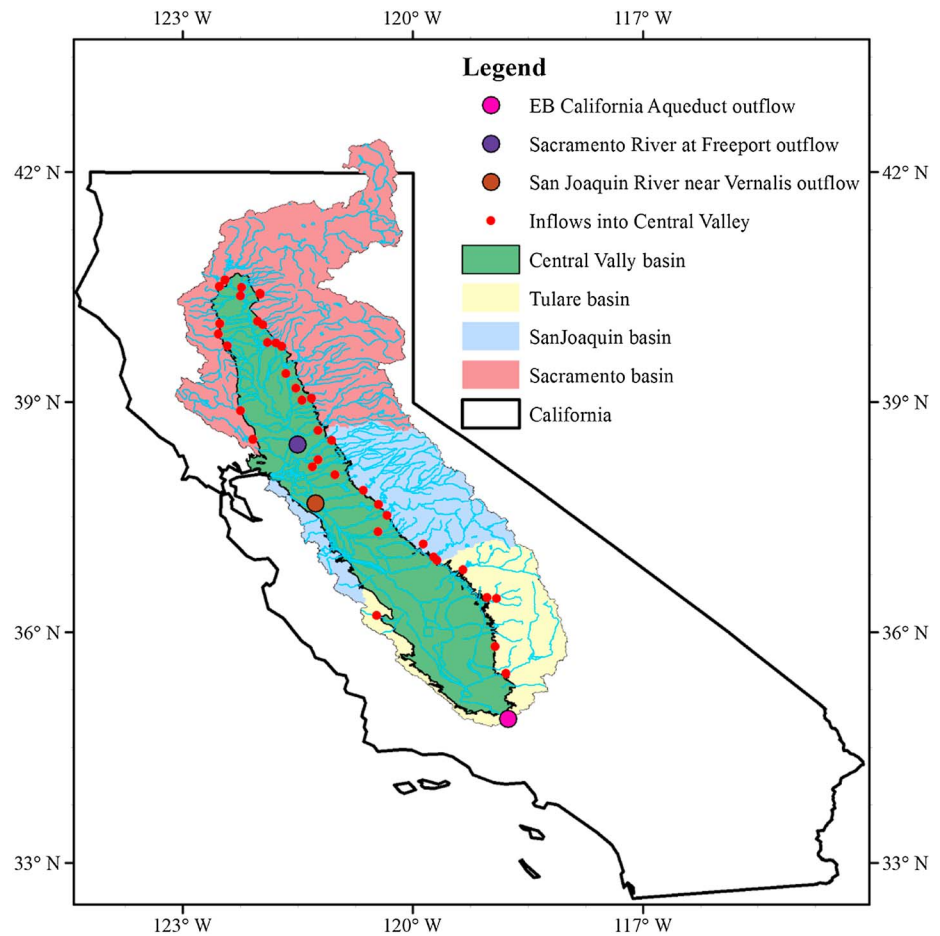 123° W 120° W 117° W
Legend
EB California Aqueduct outflow
Sacramento River at Freeport outflow
42° N 42° N
San Joaquin River near Vernalis outflow
Inflows into Central Valley
Central Vally basin
Tulare basin
SanJoaquin basin
Sacramento basin
39° N 39° N
California
36° N 36° N
33° N 33° N
123° W 120° W 117° W